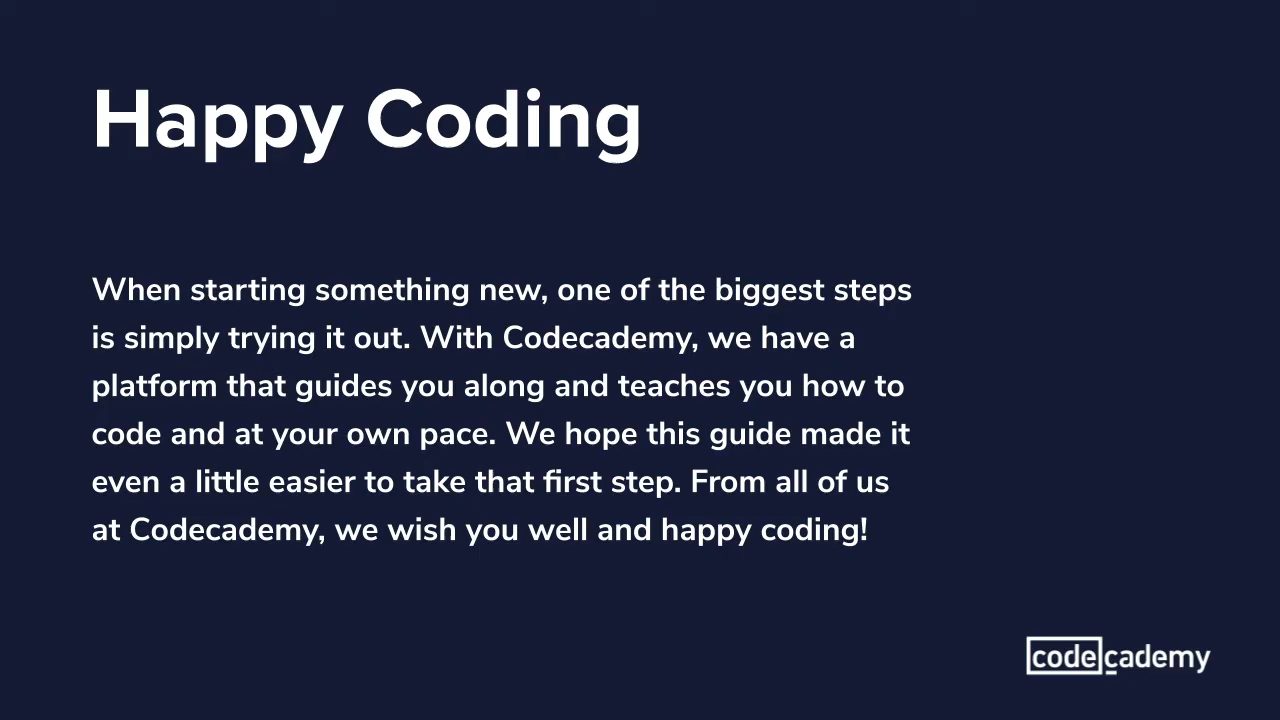 Happy Coding
When starting something new, one of the biggest steps
is simply trying it out. With Codecademy, we have a
platform that guides you along and teaches you how to
code and at your own pace. We hope this guide made it
even a little easier to take that first step. From all of us
at Codecademy, we wish you well and happy coding!
codecademy